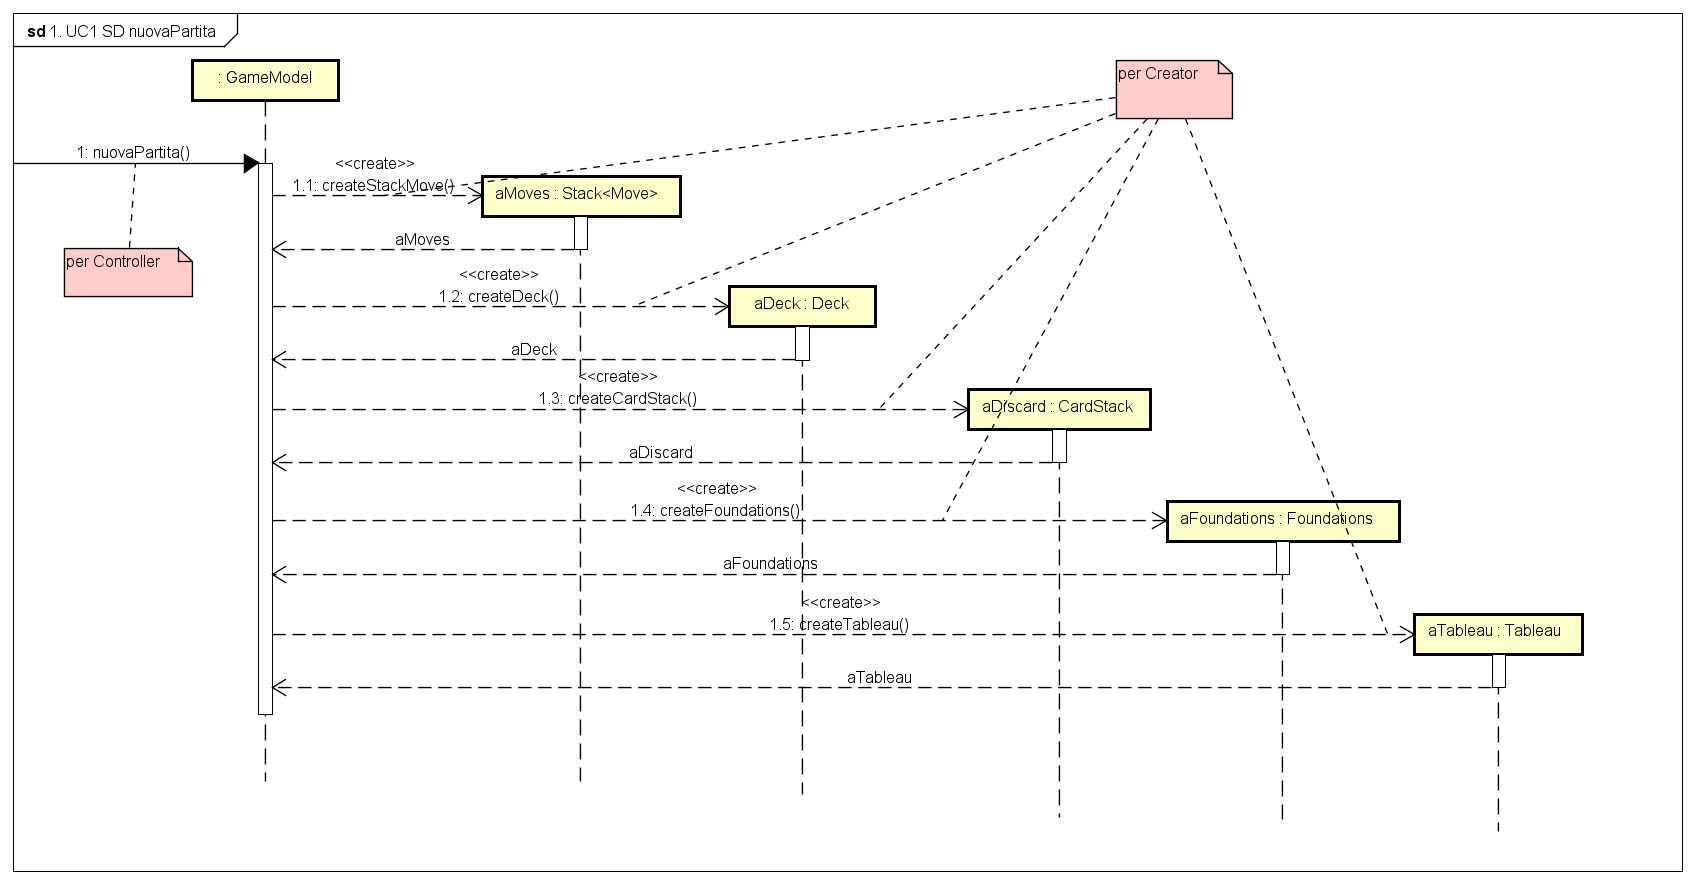 sd 1. UC1 SD nuovaPartita
: GameModel
per Creator
1: nuovaPartita()
<<create>>
1.1: createStackMove()
aMoves : Stack<Move>
aMoves
per Controller
<<create>>
1.2: createDeck()
aDeck : Deck
aDeck
<<create>>
1.3: createCardStack()
aDiscard : CardStack
aDiscard
<<create>>
1.4: createFoundations()
aFoundations : Foundations
aFoundations
<<create>>
1.5: createTableau()
aTableau : Tableau
aTableau